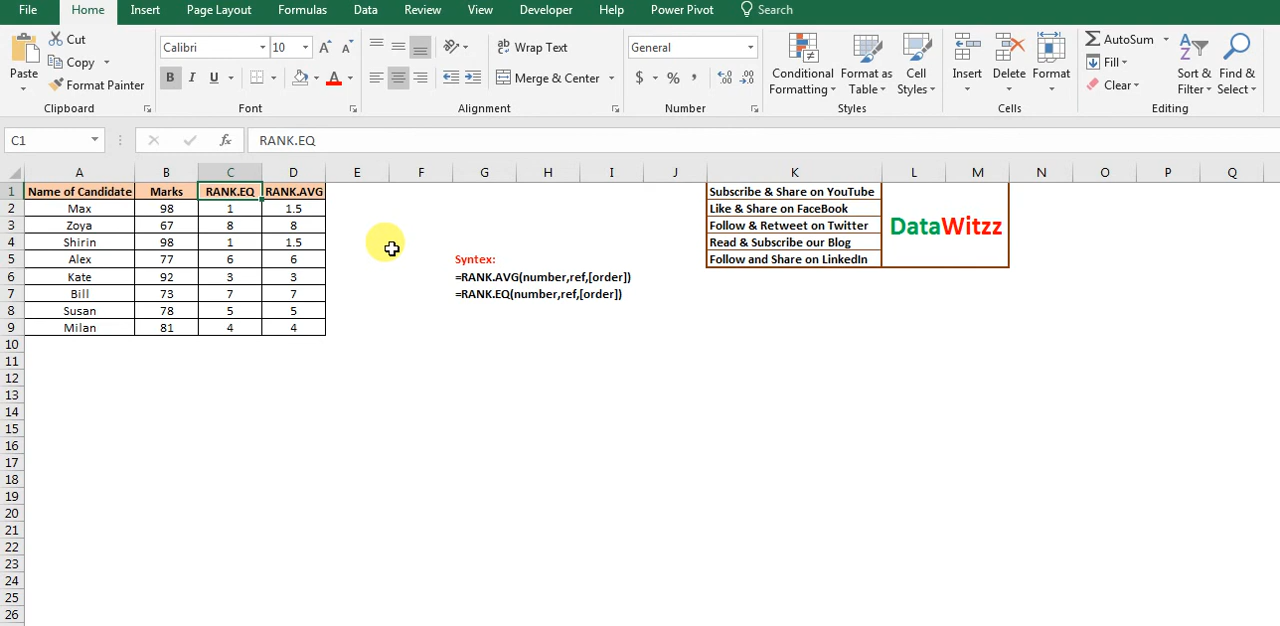 File Home Insert Page Layout Formulas Data Review View Developer Help Power Pivot Search
Paste
Cut
Copy
Format Painter
Clipboard
Calibri 10 A A
B I U A
Font
Wrap Text
Merge & Center
Alignment
General
$ % ,
Number
Conditional Formatting
Format as Table
Cell Styles
Styles
Insert Delete Format
Cells
AutoSum
Fill
Clear
Sort & Filter
Find & Select
Editing
C1 fx RANK.EQ
A B C D E F G H I J K L M N O P Q
1 Name of Candidate Marks RANK.EQ RANK.AVG Subscribe & Share on YouTube
2 Max 98 1 1.5 Like & Share on FaceBook
3 Zoya 67 8 8 Follow & Retweet on Twitter DataWitzz
4 Shirin 98 1 1.5 Read & Subscribe our Blog
5 Alex 77 6 6 Syntex: Follow and Share on LinkedIn
6 Kate 92 3 3 =RANK.AVG(number,ref,[order])
7 Bill 73 7 7 =RANK.EQ(number,ref,[order])
8 Susan 78 5 5
9 Milan 81 4 4
10
11
12
13
14
15
16
17
18
19
20
21
22
23
24
25
26